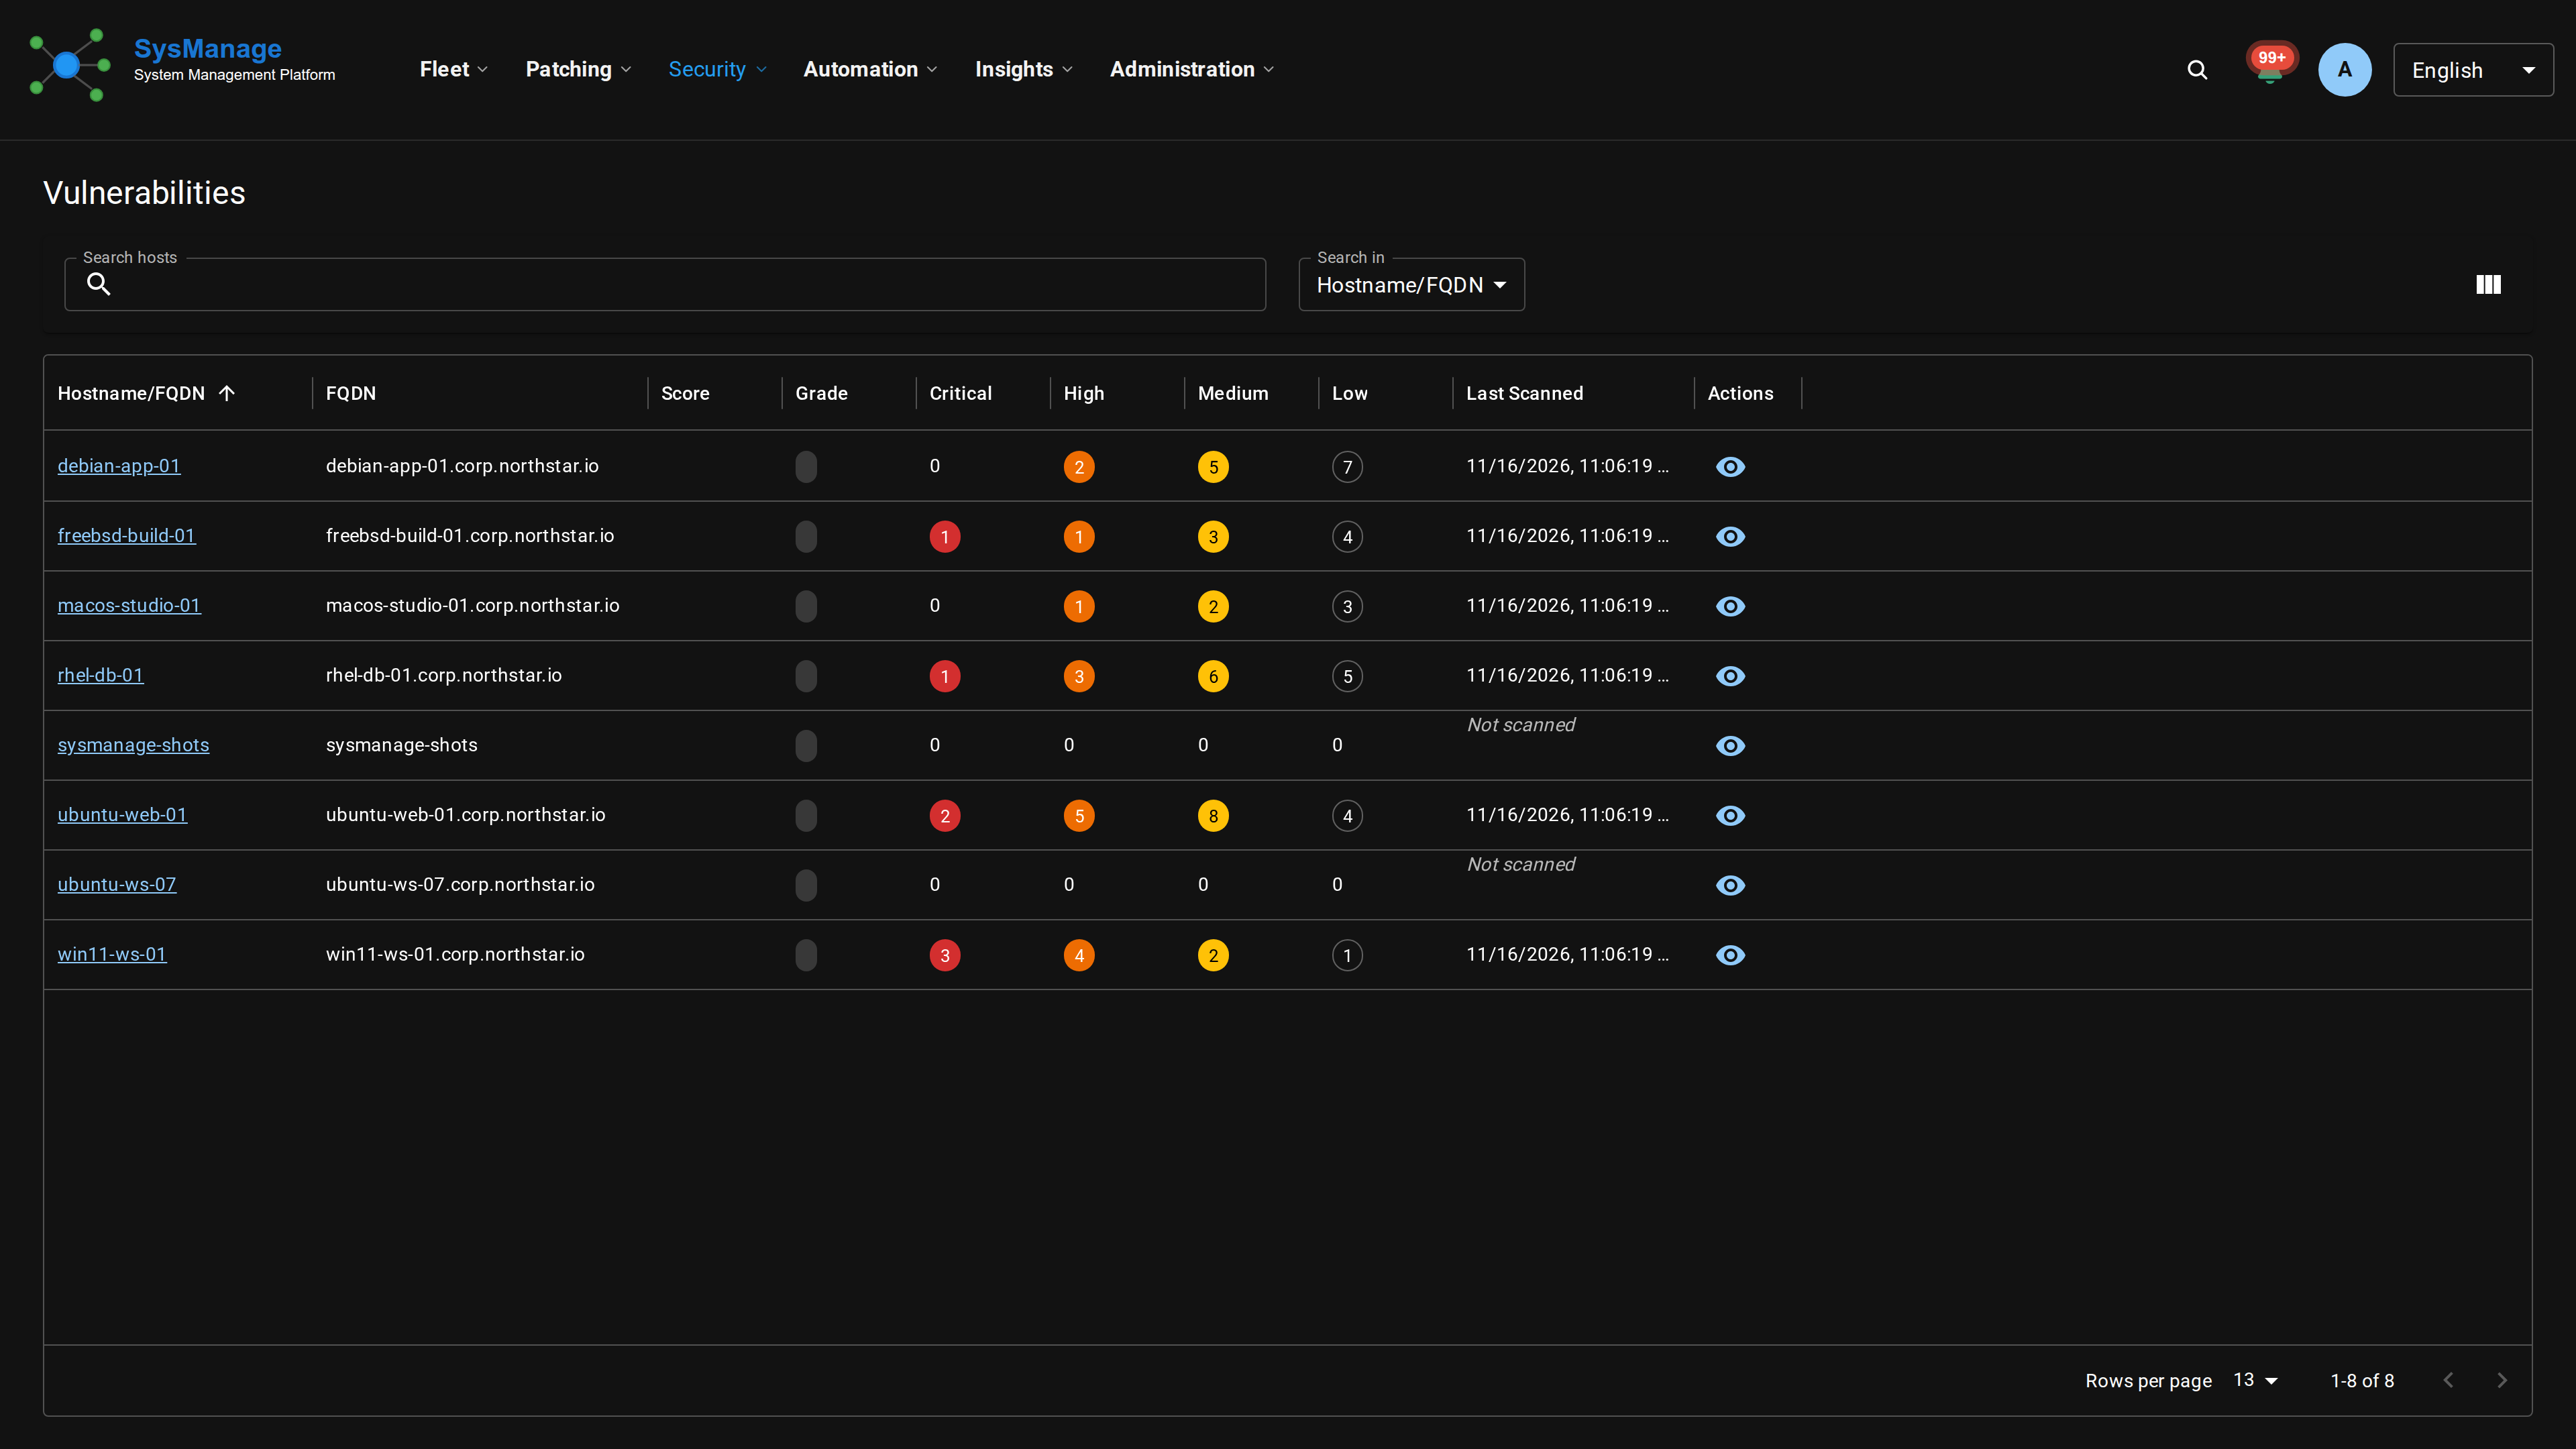 SysManage
System Management Platform
Fleet Patching Security Automation Insights Administration 99+ A English
Vulnerabilities
Search hosts Search in
Hostname/FQDN
Hostname/FQDN FQDN Score Grade Critical High Medium Low Last Scanned Actions
debian-app-01 debian-app-01.corp.northstar.io 0 2 5 7 11/16/2026, 11:06:19 ...
freebsd-build-01 freebsd-build-01.corp.northstar.io 1 1 3 4 11/16/2026, 11:06:19 ...
macos-studio-01 macos-studio-01.corp.northstar.io 0 1 2 3 11/16/2026, 11:06:19 ...
rhel-db-01 rhel-db-01.corp.northstar.io 1 3 6 5 11/16/2026, 11:06:19 ...
sysmanage-shots sysmanage-shots 0 0 0 0 Not scanned
ubuntu-web-01 ubuntu-web-01.corp.northstar.io 2 5 8 4 11/16/2026, 11:06:19 ...
ubuntu-ws-07 ubuntu-ws-07.corp.northstar.io 0 0 0 0 Not scanned
win11-ws-01 win11-ws-01.corp.northstar.io 3 4 2 1 11/16/2026, 11:06:19 ...
Rows per page 13 1-8 of 8